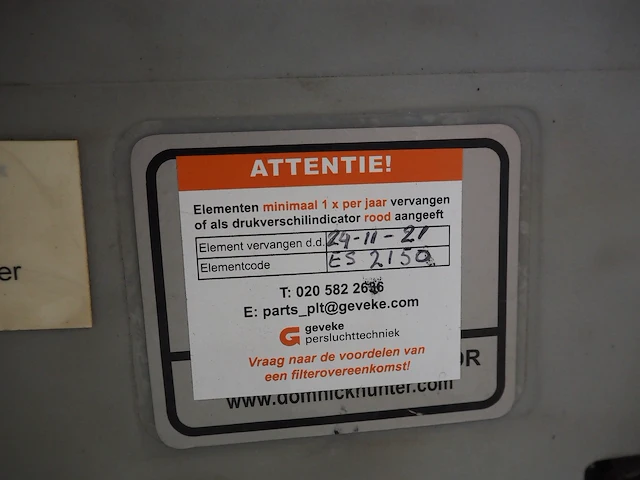 ATTENTIE!
Elementen minimaal 1 x per jaar vervangen
of als drukverschilindicator rood aangeeft
Element vervangen d.d. 24-11-21
Elementcode ES 2150
T: 020 582 2636
E: parts_plt@geveke.com
geveke
persluchttechniek
Vraag naar de voordelen van
een filterovereenkomst!
OR
www.domnickhunter.com
er